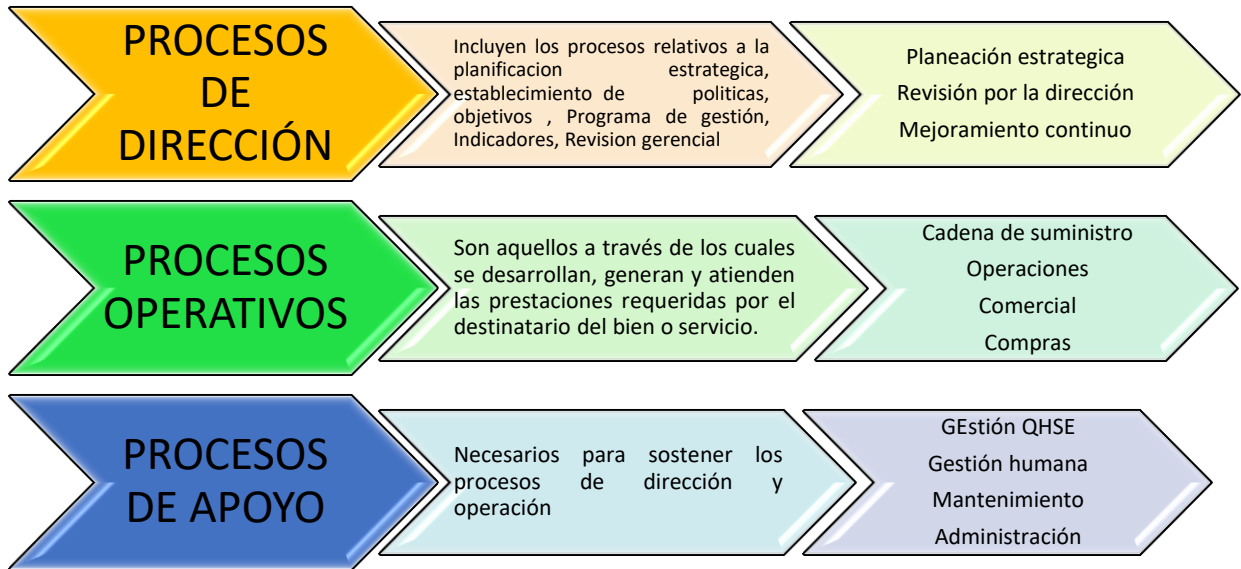 PROCESOS
DE
DIRECCIÓN
Incluyen los procesos relativos a la
planificacion estrategica,
establecimiento de politicas,
objetivos , Programa de gestión,
Indicadores, Revision gerencial
Planeación estrategica
Revisión por la dirección
Mejoramiento continuo
PROCESOS
OPERATIVOS
Son aquellos a través de los cuales
se desarrollan, generan y atienden
las prestaciones requeridas por el
destinatario del bien o servicio.
Cadena de suministro
Operaciones
Comercial
Compras
PROCESOS
DE APOYO
Necesarios para sostener los
procesos de dirección y
operación
GEstión QHSE
Gestión humana
Mantenimiento
Administración